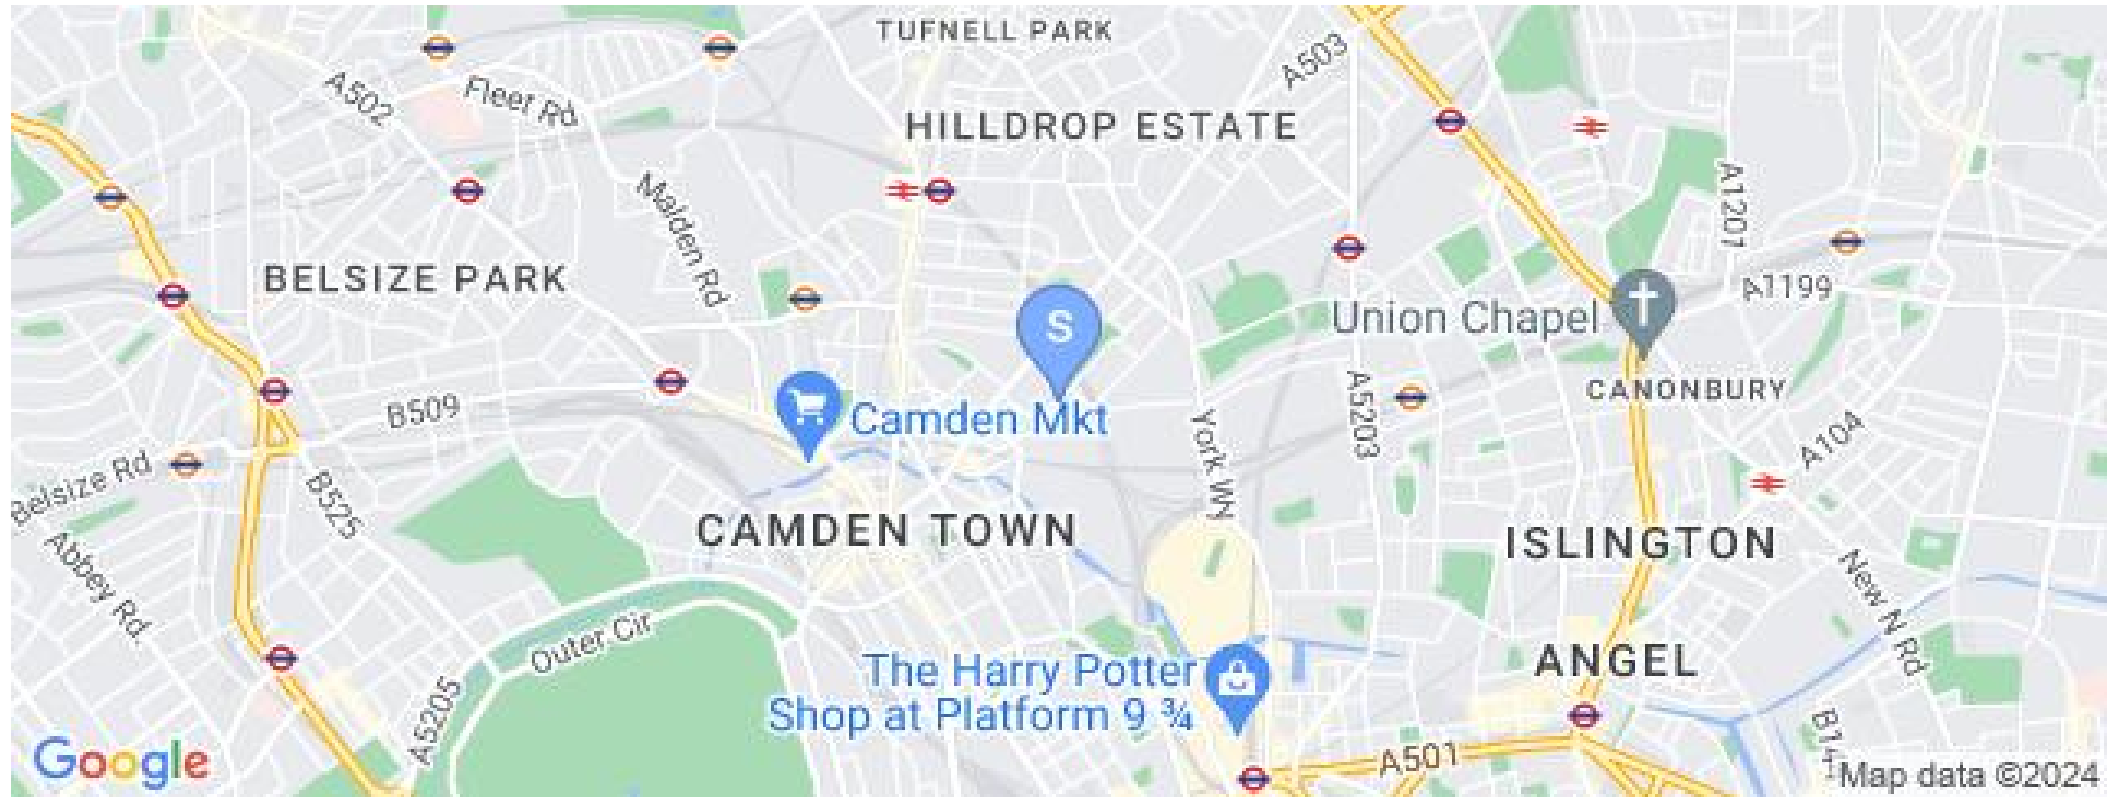 TUFNELL PARK
A503
A502
Fleet Rd
HILLDROP ESTATE
Malden Rd
A1201
BELSIZE PARK
A1199
S
Union Chapel
CANONBURY
B509
Camden Mkt
York Wy
A5203
A104
Belsize Rd
B525
CAMDEN TOWN
ISLINGTON
Abbey Rd
New N Rd
Outer Cir
ANGEL
The Harry Potter
Shop at Platform 9 ¾
A5205
Google
A501
Map data ©2024